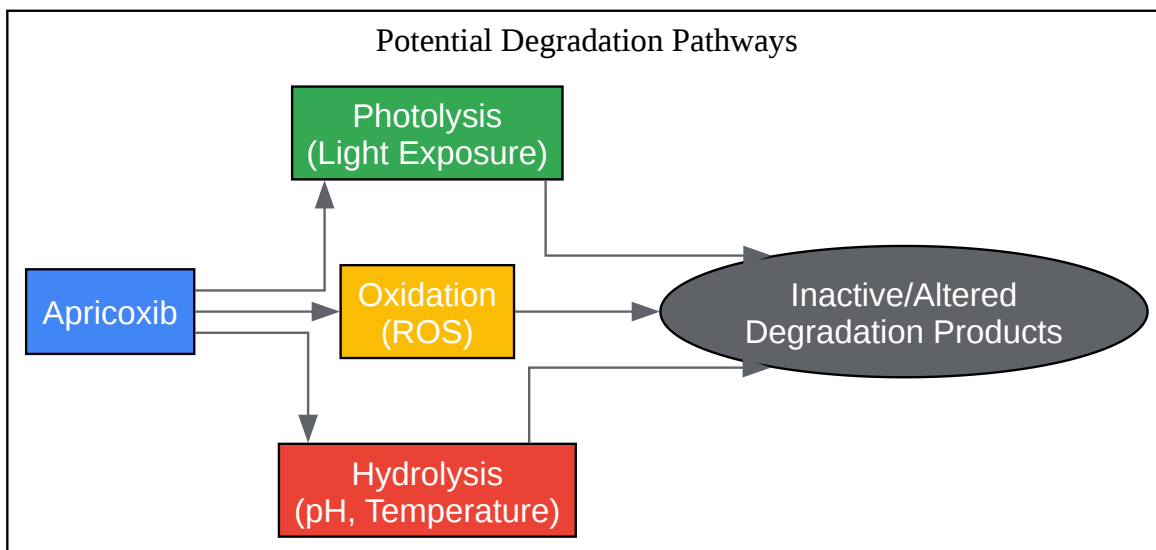 Potential Degradation Pathways
Photolysis
(Light Exposure)
Apricoxib
Oxidation
(ROS)
Inactive/Altered
Degradation Products
Hydrolysis
(pH, Temperature)